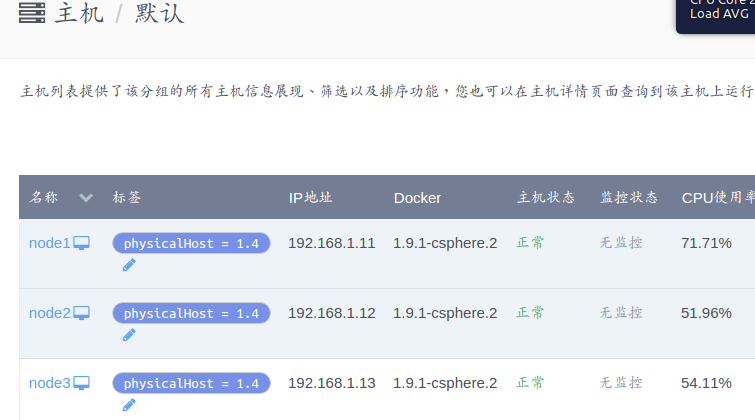 主机 / 默认
Load AVG
主机列表提供了该分组的所有主机信息展现、筛选以及排序功能，您也可以在主机详情页面查询到该主机上运行
名称 标签 IP地址 Docker 主机状态 监控状态 CPU使用率
node1 physicalHost = 1.4 192.168.1.11 1.9.1-csphere.2 正常 无监控 71.71%
node2 physicalHost = 1.4 192.168.1.12 1.9.1-csphere.2 正常 无监控 51.96%
node3 physicalHost = 1.4 192.168.1.13 1.9.1-csphere.2 正常 无监控 54.11%